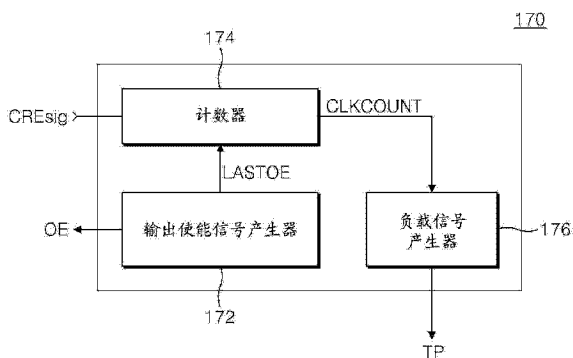 170
174
CREsig
计数器
CLKCOUNT
LASTOE
OE
输出使能信号产生器
负载信号
产生器
176
172
TP